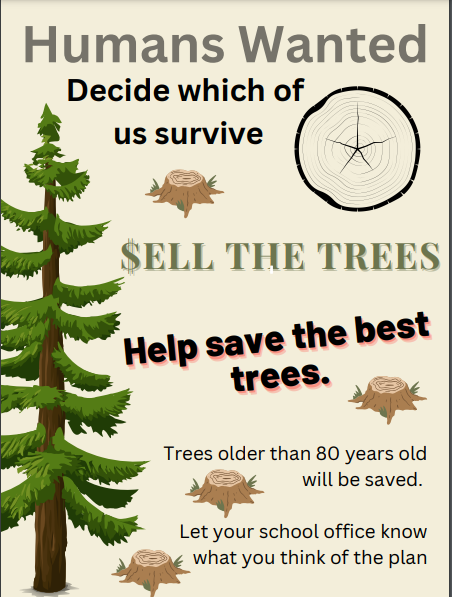 Humans Wanted
Decide which of
us survive
$ELL THE TREES
Help save the best
trees.
Trees older than 80 years old
will be saved.
Let your school office know
what you think of the plan